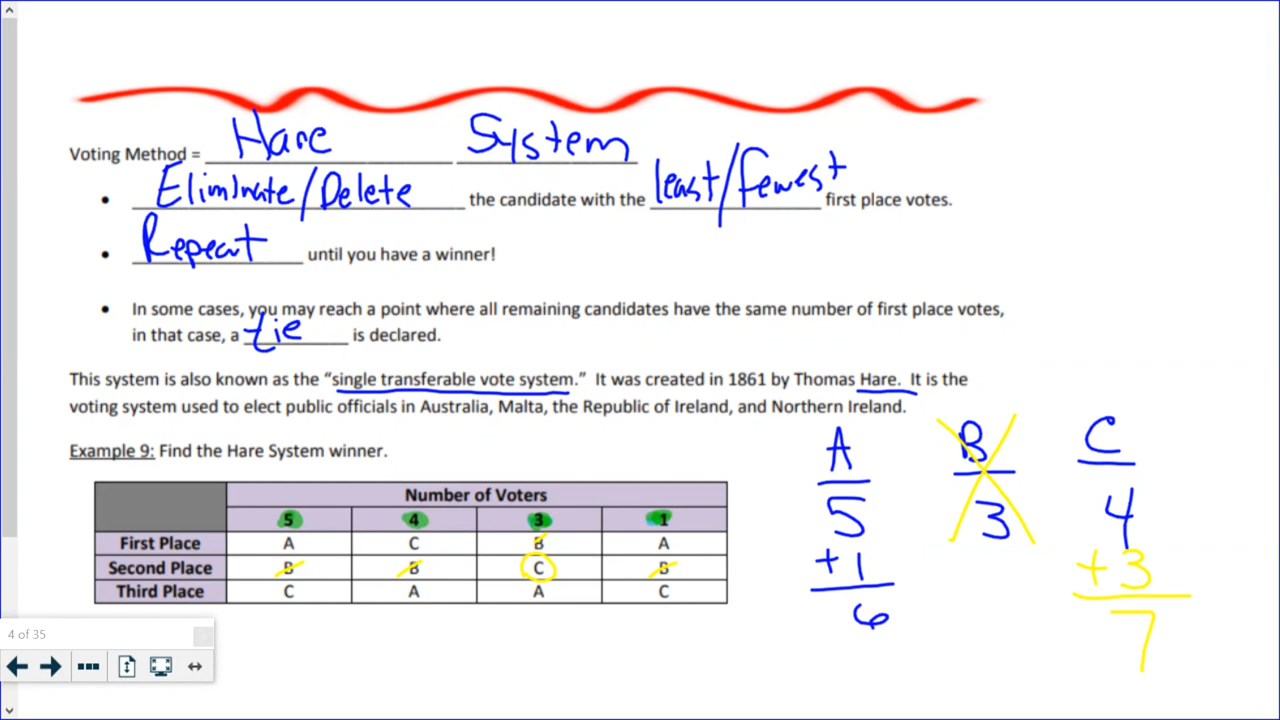 Voting Method = Hare System
• Eliminate/Delete the candidate with the least/fewest first place votes.
• Repeat until you have a winner!
• In some cases, you may reach a point where all remaining candidates have the same number of first place votes,
in that case, a tie is declared.
This system is also known as the “single transferable vote system.” It was created in 1861 by Thomas Hare. It is the
voting system used to elect public officials in Australia, Malta, the Republic of Ireland, and Northern Ireland.
Example 9: Find the Hare System winner.
Number of Voters
5 4 3 1
First Place A C B A
Second Place B B C B
Third Place C A A C
A B C
5 3 4
+1 +3
6 7
4 of 35